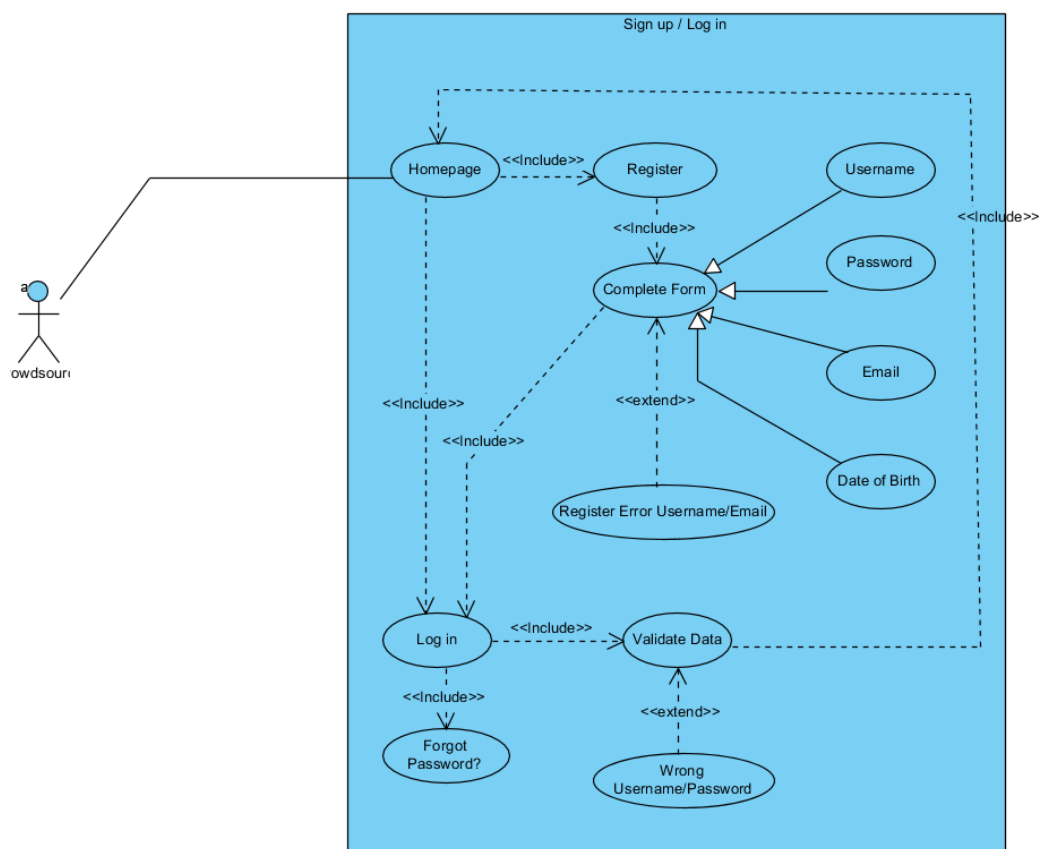 Sign up / Log in
Homepage
<<Include>>
Register
Username
<<Include>>
<<Include>>
Password
Complete Form
a
owdsour
Email
<<Include>>
<<extend>>
<<Include>>
Date of Birth
Register Error Username/Email
Log in
<<Include>>
Validate Data
<<Include>>
<<extend>>
Forgot
Password?
Wrong
Username/Password